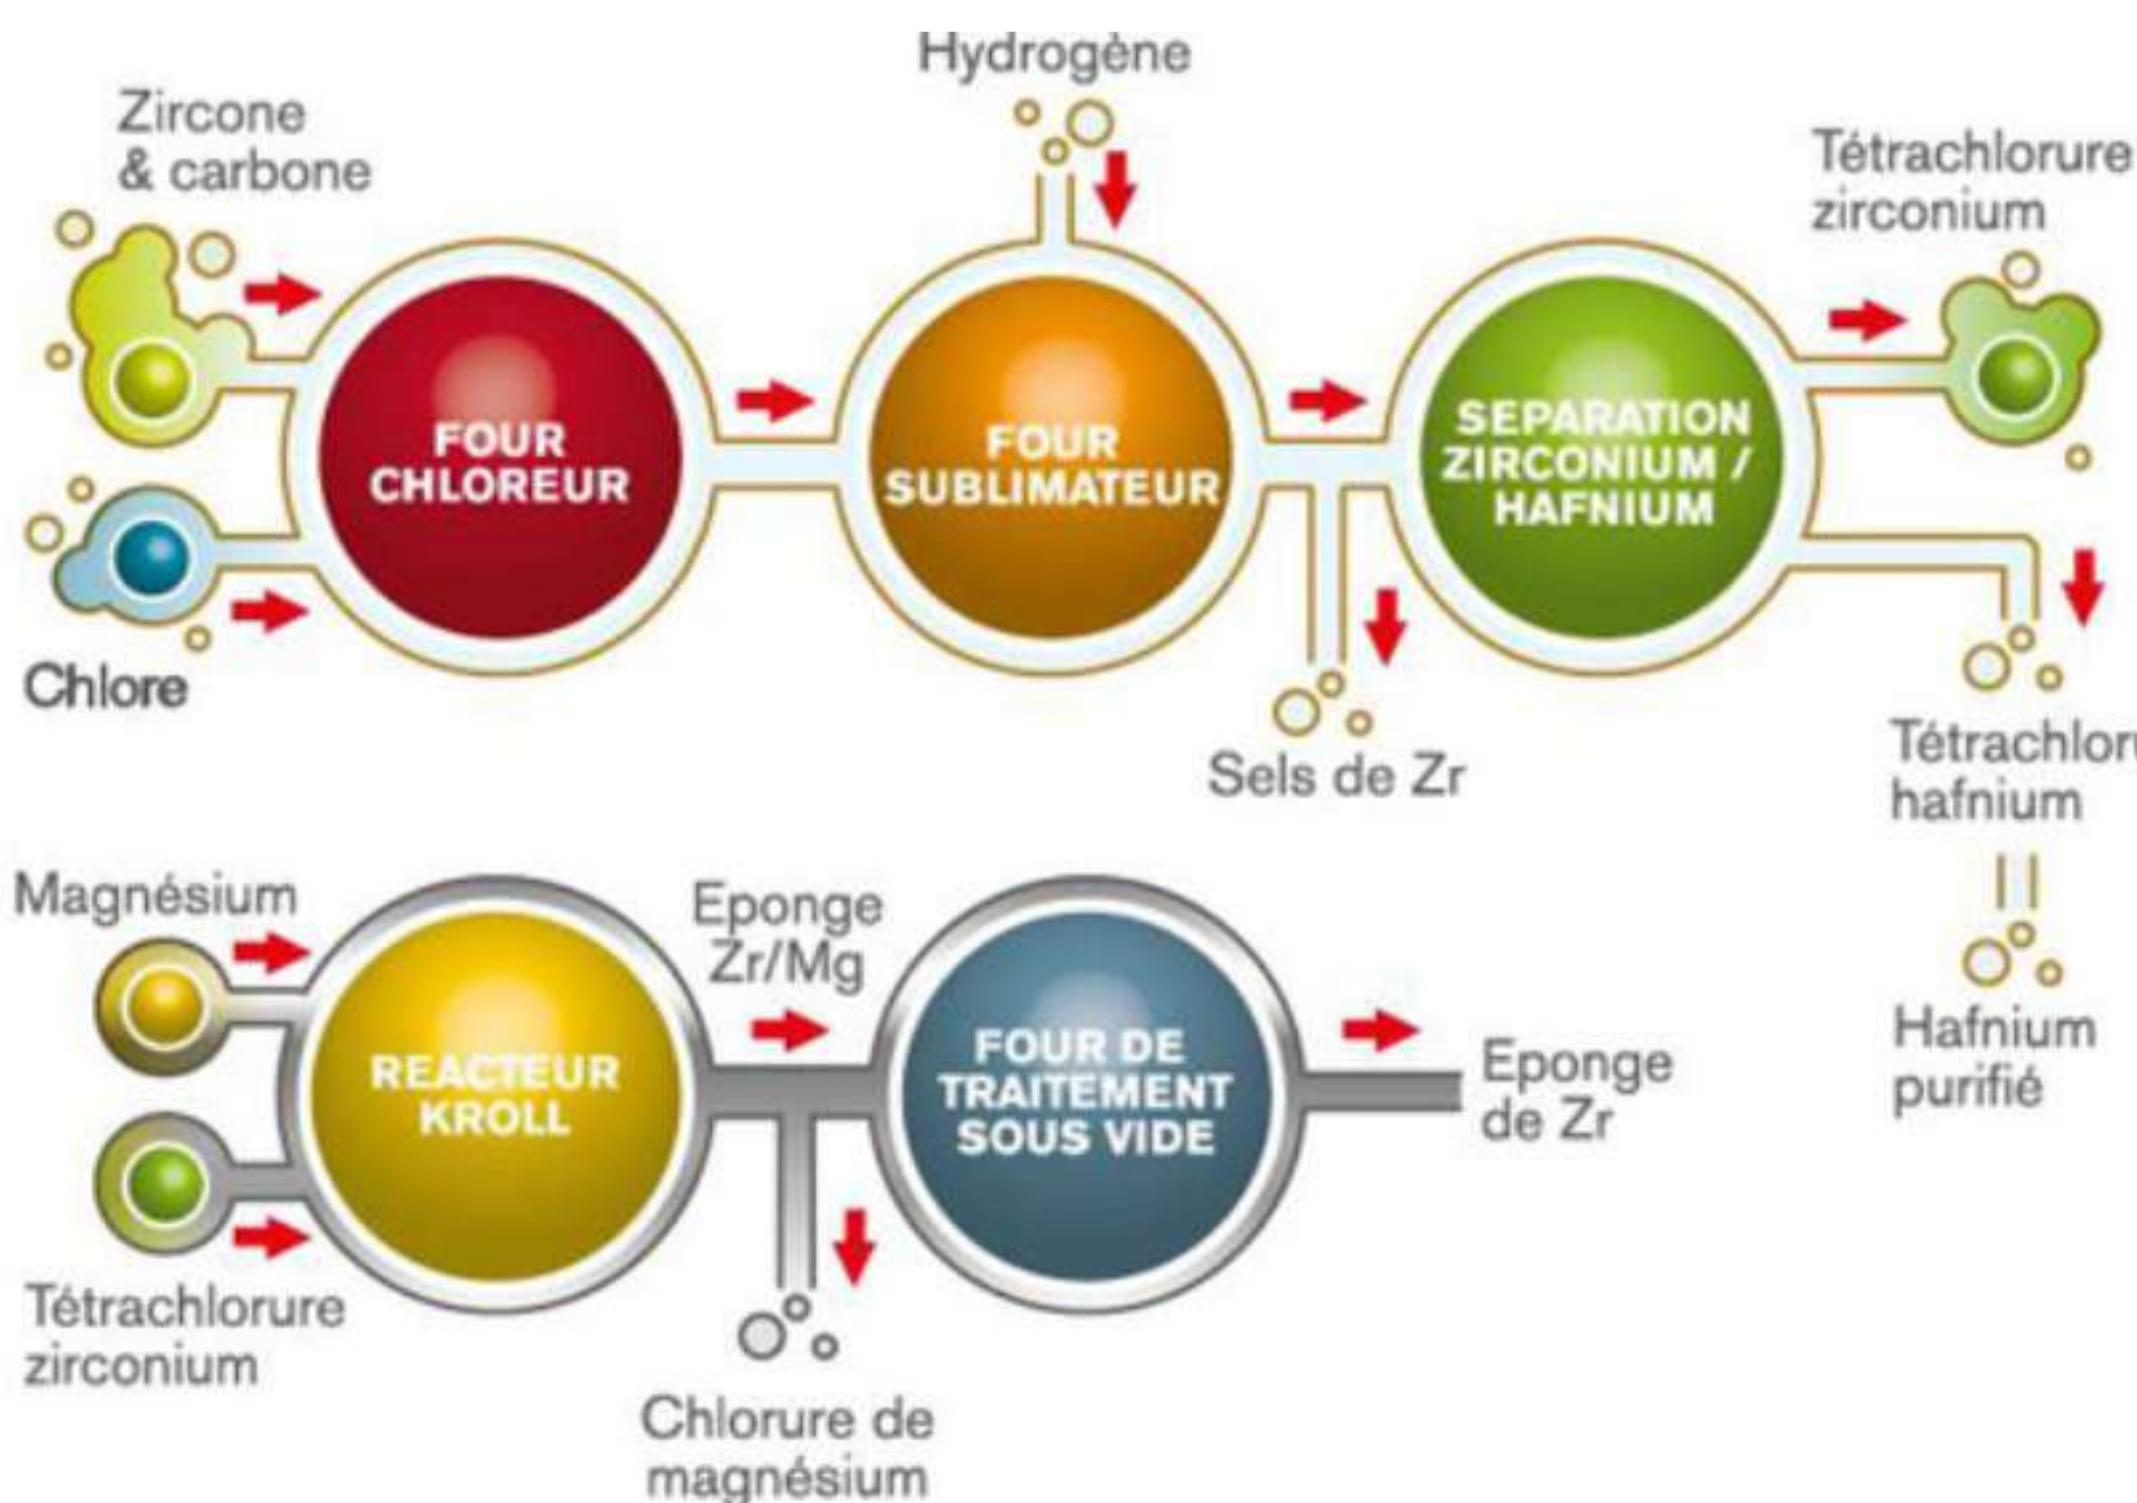 Hydrogène
Zircone
& carbone
Tétrachlorure
zirconium
FOUR
CHLOREUR
FOUR
SUBLIMATEUR
SEPARATION
ZIRCONIUM /
HAFNIUM
Chlore
Sels de Zr
hafnium
Magnésium
Eponge
Zr/Mg
REACTEUR
KROLL
FOUR DE
TRAITEMENT
SOUS VIDE
Eponge
de Zr
Hafnium
purifié
Tétrachlorure
zirconium
Chlorure de
magnésium